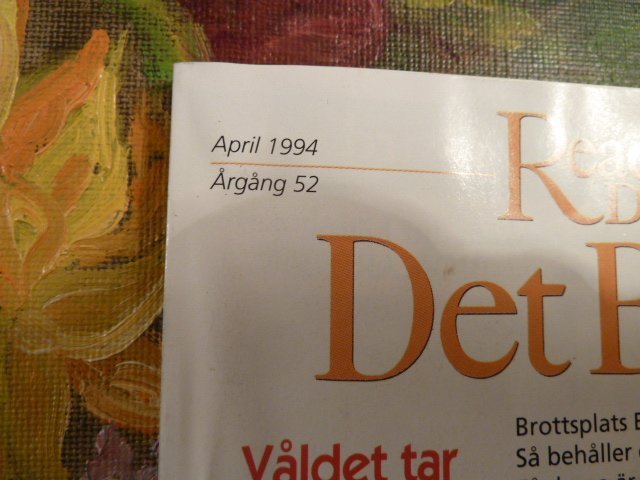 April 1994
Årgång 52
Det
Våldet tar
Brottsplats
Så behåller